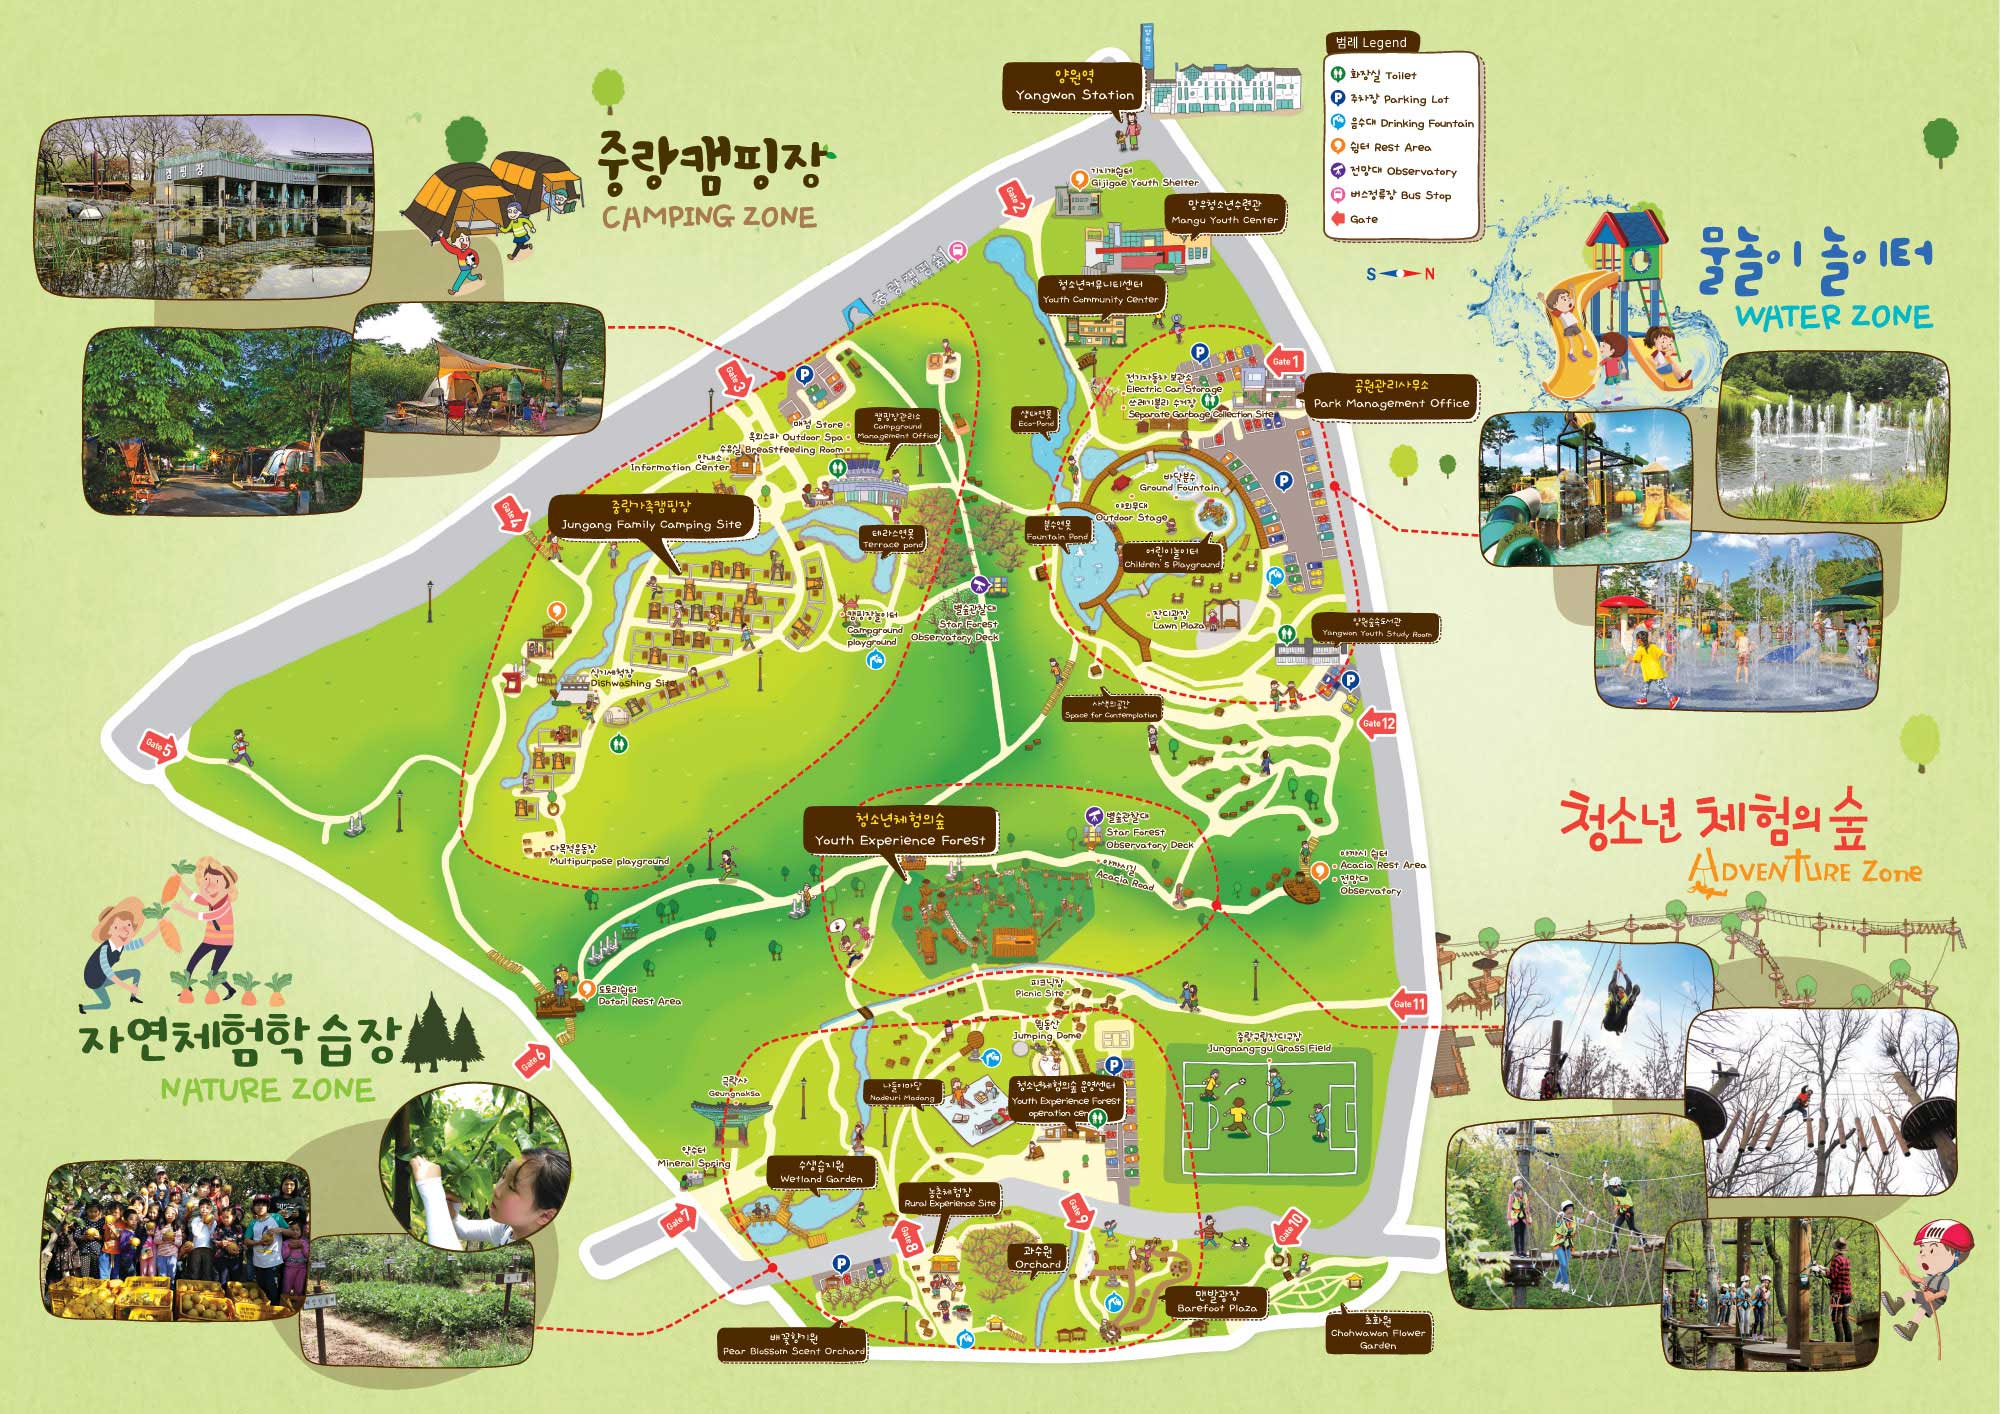 중랑캠핑장
CAMPING ZONE
양원역
Yangwon Station
범례 Legend
화장실 Toilet
주차장 Parking Lot
음수대 Drinking Fountain
쉼터 Rest Area
전망대 Observatory
버스정류장 Bus Stop
Gate
S N
물놀이 놀이터
WATER ZONE
기지개쉼터
Gijigae Youth Shelter
망우청소년수련관
Mangu Youth Center
청소년커뮤니티센터
Youth Community Center
Gate 2
중랑캠핑숲
Gate 1
전기자동차 보관소
Electric Car Storage
쓰레기분리 수거장
Separate Garbage Collection Site
공원관리사무소
Park Management Office
Gate 3
캠핑장관리소
Campground
Management Office
매점 Store
옥외스파 Outdoor Spa
수유실 Breastfeeding Room
안내소
Information Center
생태연못
Eco-Pond
바닥분수
Ground Fountain
야외무대
Outdoor Stage
분수연못
Fountain Pond
어린이놀이터
Children's Playground
잔디광장
Lawn Plaza
Gate 4
중랑가족캠핑장
Jungang Family Camping Site
테라스연못
Terrace pond
캠핑장놀이터
Campground
playground
별숲관찰대
Star Forest
Observatory Deck
양원숲속도서관
Yangwon Youth Study Room
식기세척장
Dishwashing Site
사색의공간
Space for Contemplation
Gate 12
Gate 5
다목적운동장
Multipurpose playground
청소년체험의숲
Youth Experience Forest
별숲관찰대
Star Forest
Observatory Deck
아까시길
Acacia Road
아까시 쉼터
Acacia Rest Area
전망대
Observatory
청소년 체험의숲
ADVENTURE Zone
도토리쉼터
Dotori Rest Area
Gate 6
Gate 11
자연체험학습장
NATURE ZONE
피크닉장
Picnic Site
뜀동산
Jumping Dome
중랑구립잔디구장
Jungnang-gu Grass Field
극락사
Geungnaksa
나들이마당
Nadeuri Madang
청소년체험의숲 운영센터
Youth Experience Forest
operation cen
약수터
Mineral Spring
수생습지원
Wetland Garden
농촌체험장
Rural Experience Site
Gate 7
Gate 8
Gate 9
Gate 10
과수원
Orchard
맨발광장
Barefoot Plaza
배꽃향기원
Pear Blossom Scent Orchard
초화원
Chohwawon Flower
Garden